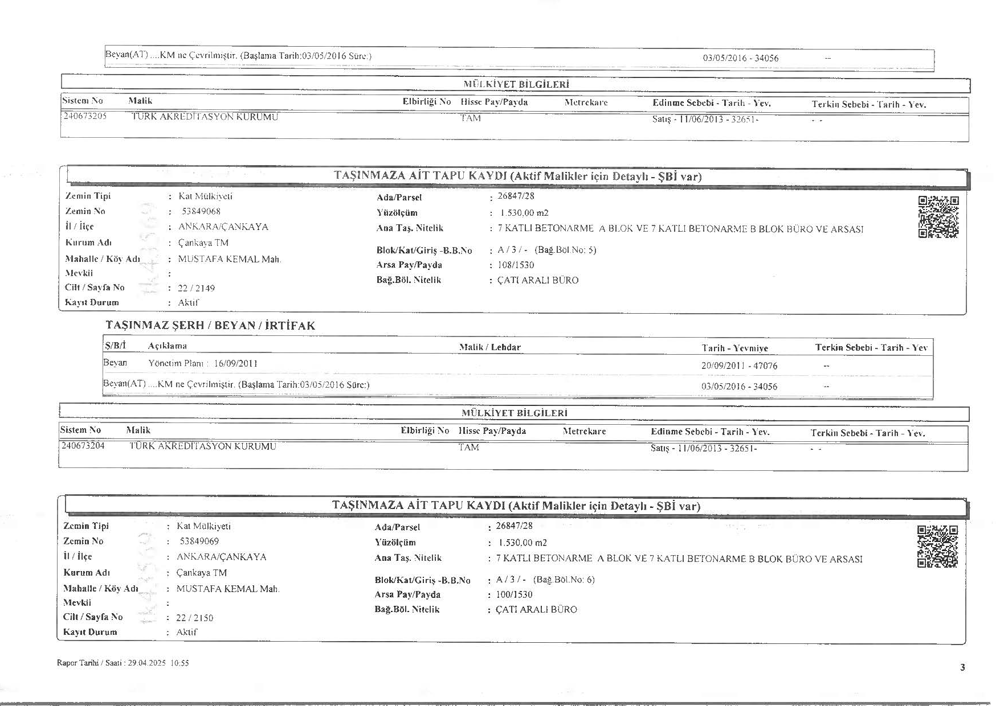 Beyan(AT) ....KM ne Çevrilmiştir. (Başlama Tarih:03/05/2016 Süre:) 03/05/2016 - 34056 --
MÜLKİYET BİLGİLERİ
Sistem No Malik Elbirliği No Hisse Pay/Payda Metrekare Edinme Sebebi - Tarih - Yev. Terkin Sebebi - Tarih - Yev.
240673205 TÜRK AKREDİTASYON KURUMU TAM Satış - 11/06/2013 - 32651- - -
TAŞINMAZA AİT TAPU KAYDI (Aktif Malikler için Detaylı - ŞBİ var)
Zemin Tipi : Kat Mülkiyeti Ada/Parsel : 26847/28
Zemin No : 53849068 Yüzölçüm : 1.530,00 m2
İl / İlçe : ANKARA/ÇANKAYA Ana Taş. Nitelik : 7 KATLI BETONARME A BLOK VE 7 KATLI BETONARME B BLOK BÜRO VE ARSASI
Kurum Adı : Çankaya TM Blok/Kat/Giriş -B.B.No : A / 3 / - (Bağ.Böl.No: 5)
Mahalle / Köy Adı : MUSTAFA KEMAL Mah. Arsa Pay/Payda : 108/1530
Mevkii : Bağ.Böl. Nitelik : ÇATI ARALI BÜRO
Cilt / Sayfa No : 22 / 2149
Kayıt Durum : Aktif
TAŞINMAZ ŞERH / BEYAN / İRTİFAK
Ş/B/İ Açıklama Malik / Lehdar Tarih - Yevmiye Terkin Sebebi - Tarih - Yev
Beyan Yönetim Planı : 16/09/2011 20/09/2011 - 47076 --
Beyan(AT) ....KM ne Çevrilmiştir. (Başlama Tarih:03/05/2016 Süre:) 03/05/2016 - 34056 --
MÜLKİYET BİLGİLERİ
Sistem No Malik Elbirliği No Hisse Pay/Payda Metrekare Edinme Sebebi - Tarih - Yev. Terkin Sebebi - Tarih - Yev.
240673204 TÜRK AKREDİTASYON KURUMU TAM Satış - 11/06/2013 - 32651- - -
TAŞINMAZA AİT TAPU KAYDI (Aktif Malikler için Detaylı - ŞBİ var)
Zemin Tipi : Kat Mülkiyeti Ada/Parsel : 26847/28
Zemin No : 53849069 Yüzölçüm : 1.530,00 m2
İl / İlçe : ANKARA/ÇANKAYA Ana Taş. Nitelik : 7 KATLI BETONARME A BLOK VE 7 KATLI BETONARME B BLOK BÜRO VE ARSASI
Kurum Adı : Çankaya TM Blok/Kat/Giriş -B.B.No : A / 3 / - (Bağ.Böl.No: 6)
Mahalle / Köy Adı : MUSTAFA KEMAL Mah. Arsa Pay/Payda : 100/1530
Mevkii : Bağ.Böl. Nitelik : ÇATI ARALI BÜRO
Cilt / Sayfa No : 22 / 2150
Kayıt Durum : Aktif
Rapor Tarihi / Saati : 29.04.2025 10:55
3